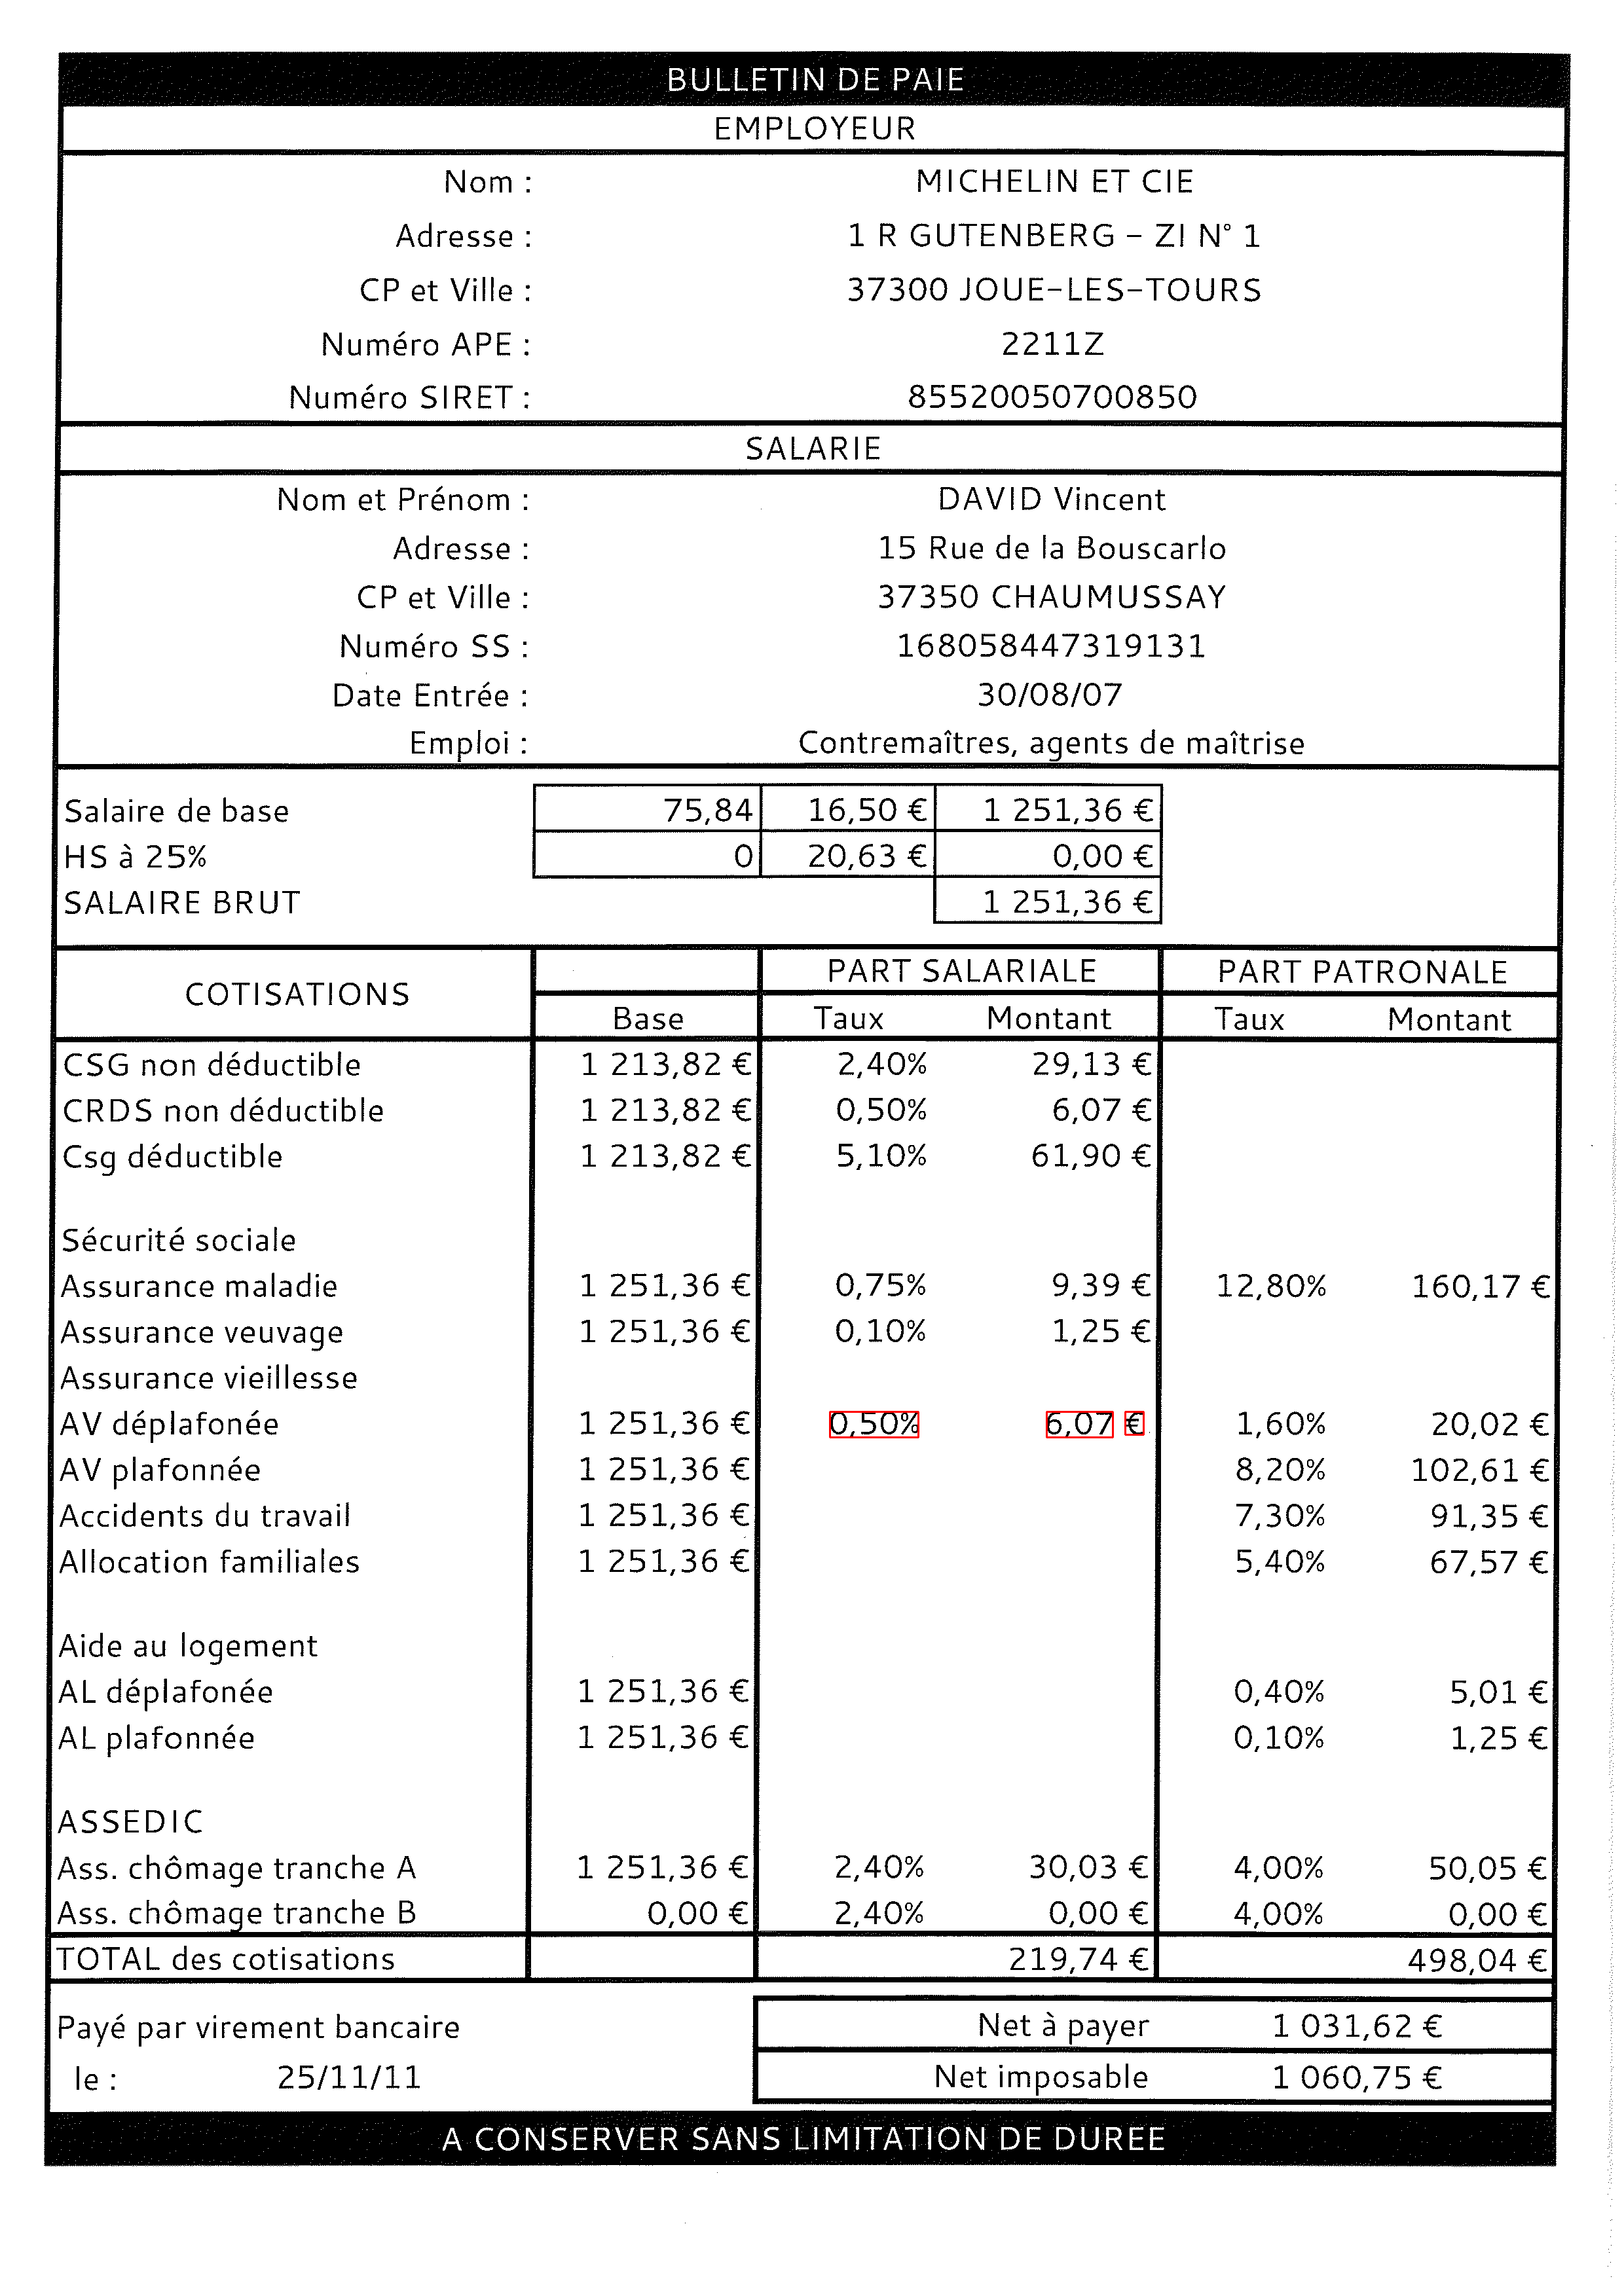 BULLETIN DE PAIE
EMPLOYEUR
Nom : MICHELIN ET CIE
Adresse : 1 R GUTENBERG - ZI N° 1
CP et Ville : 37300 JOUE-LES-TOURS
Numéro APE : 2211Z
Numéro SIRET : 85520050700850
SALARIE
Nom et Prénom : DAVID Vincent
Adresse : 15 Rue de la Bouscarlo
CP et Ville : 37350 CHAUMUSSAY
Numéro SS : 168058447319131
Date Entrée : 30/08/07
Emploi : Contremaîtres, agents de maîtrise
Salaire de base 75,84 16,50 € 1 251,36 €
HS à 25% 0 20,63 € 0,00 €
SALAIRE BRUT 1 251,36 €
COTISATIONS PART SALARIALE PART PATRONALE
Base Taux Montant Taux Montant
CSG non déductible 1 213,82 € 2,40% 29,13 €
CRDS non déductible 1 213,82 € 0,50% 6,07 €
Csg déductible 1 213,82 € 5,10% 61,90 €
Sécurité sociale
Assurance maladie 1 251,36 € 0,75% 9,39 € 12,80% 160,17 €
Assurance veuvage 1 251,36 € 0,10% 1,25 €
Assurance vieillesse
AV déplafonée 1 251,36 € 0,50% 6,07 € 1,60% 20,02 €
AV plafonnée 1 251,36 € 8,20% 102,61 €
Accidents du travail 1 251,36 € 7,30% 91,35 €
Allocation familiales 1 251,36 € 5,40% 67,57 €
Aide au logement
AL déplafonée 1 251,36 € 0,40% 5,01 €
AL plafonnée 1 251,36 € 0,10% 1,25 €
ASSEDIC
Ass. chômage tranche A 1 251,36 € 2,40% 30,03 € 4,00% 50,05 €
Ass. chômage tranche B 0,00 € 2,40% 0,00 € 4,00% 0,00 €
TOTAL des cotisations 219,74 € 498,04 €
Payé par virement bancaire Net à payer 1 031,62 €
le : 25/11/11 Net imposable 1 060,75 €
A CONSERVER SANS LIMITATION DE DUREE